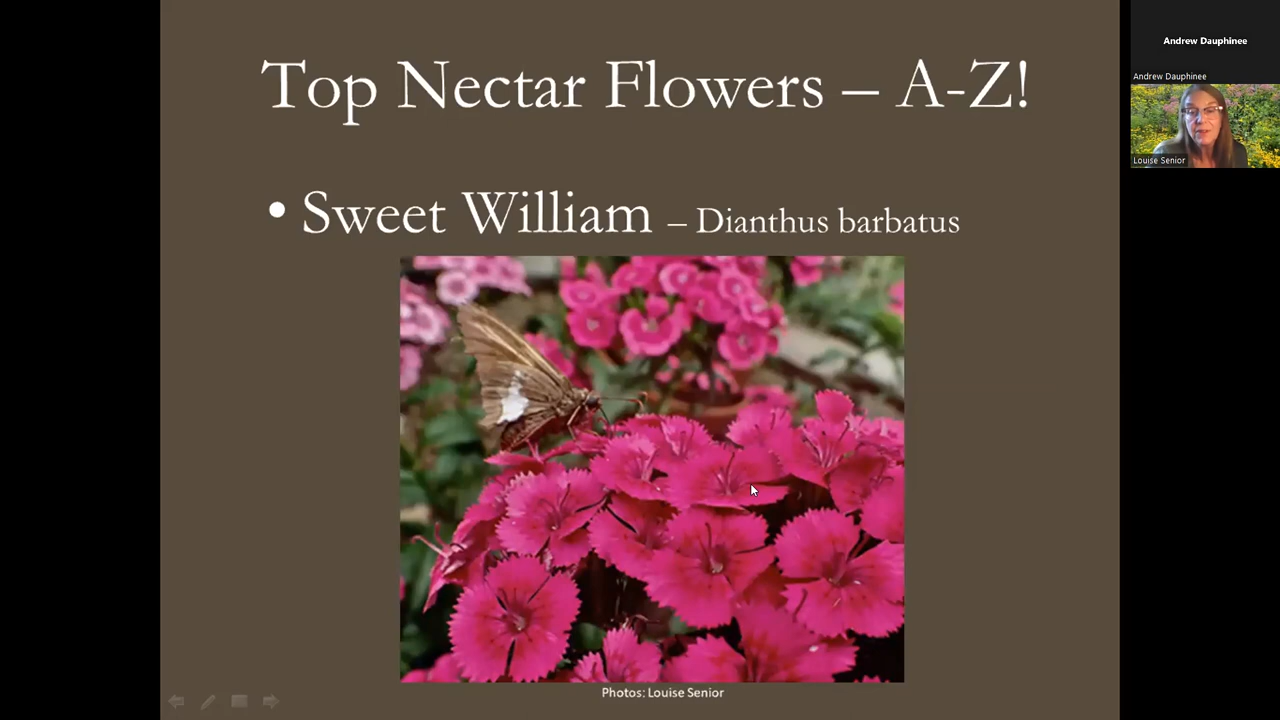 Top Nectar Flowers – A-Z!
• Sweet William – Dianthus barbatus
Photos: Louise Senior
Andrew Dauphinee
Andrew Dauphinee
Louise Senior